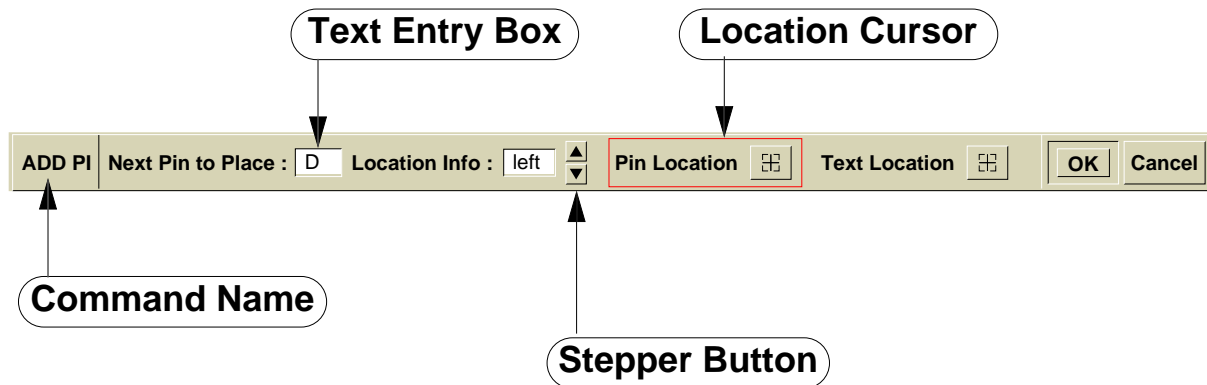 Text Entry Box
Location Cursor
ADD PI Next Pin to Place : D Location Info : left Pin Location Text Location OK Cancel
Command Name
Stepper Button